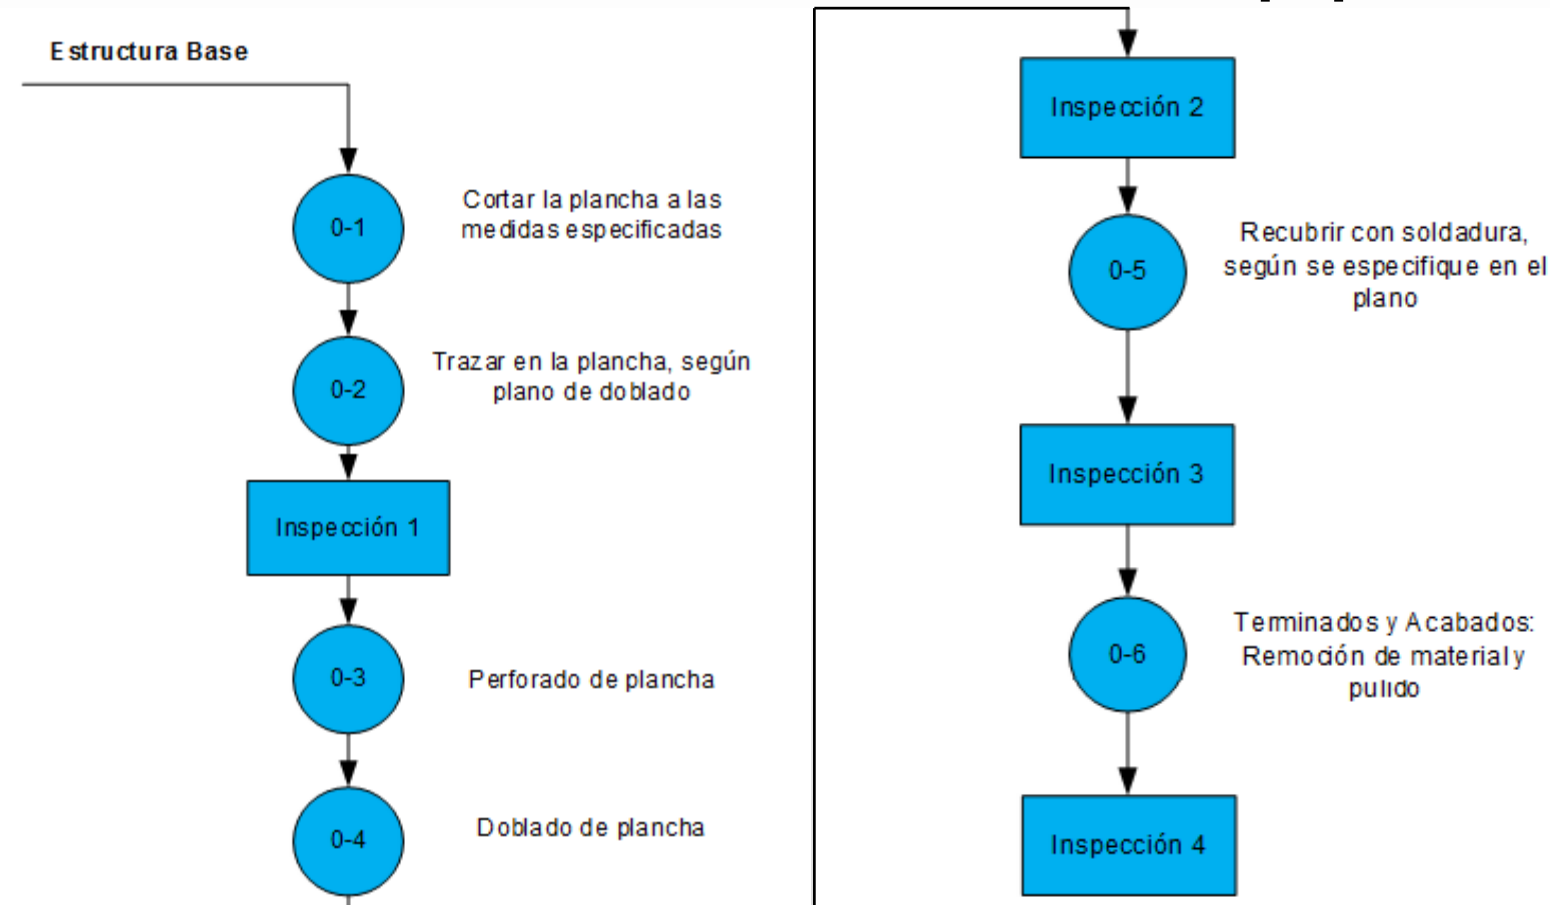 Estructura Base
0-1
Cortar la plancha a las
medidas especificadas
0-2
Trazar en la plancha, según
plano de doblado
Inspección 1
0-3
Perforado de plancha
0-4
Doblado de plancha
Inspección 2
0-5
Recubrir con soldadura,
según se especifique en el
plano
Inspección 3
0-6
Terminados y Acabados:
Remoción de material y
pulido
Inspección 4